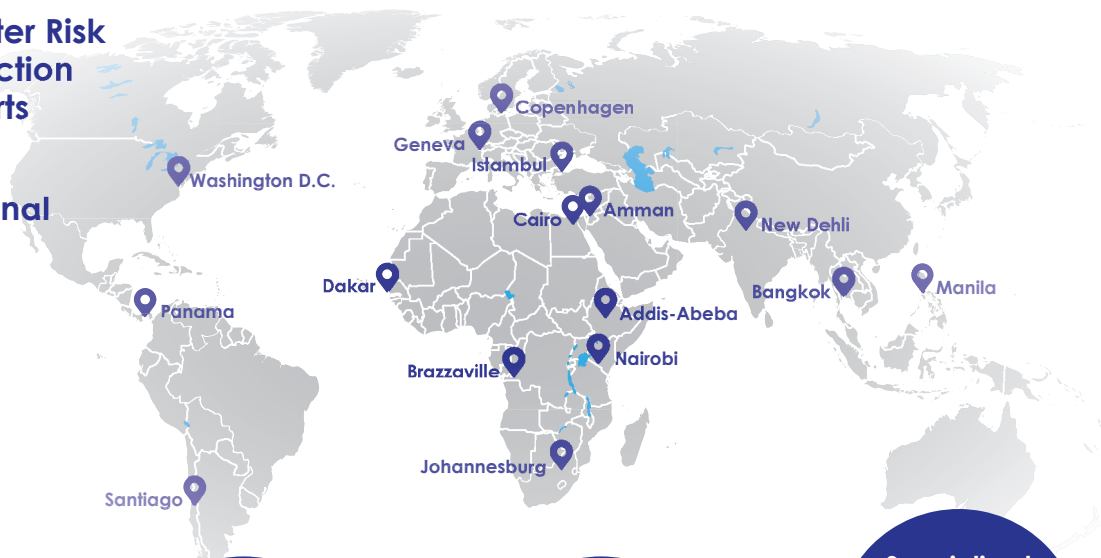 ter Risk
ction
rts
nal
Copenhagen
Geneva
Istambul
Washington D.C.
Cairo
Amman
New Dehli
Dakar
Bangkok
Manila
Panama
Addis-Abeba
Nairobi
Brazzaville
Johannesburg
Santiago